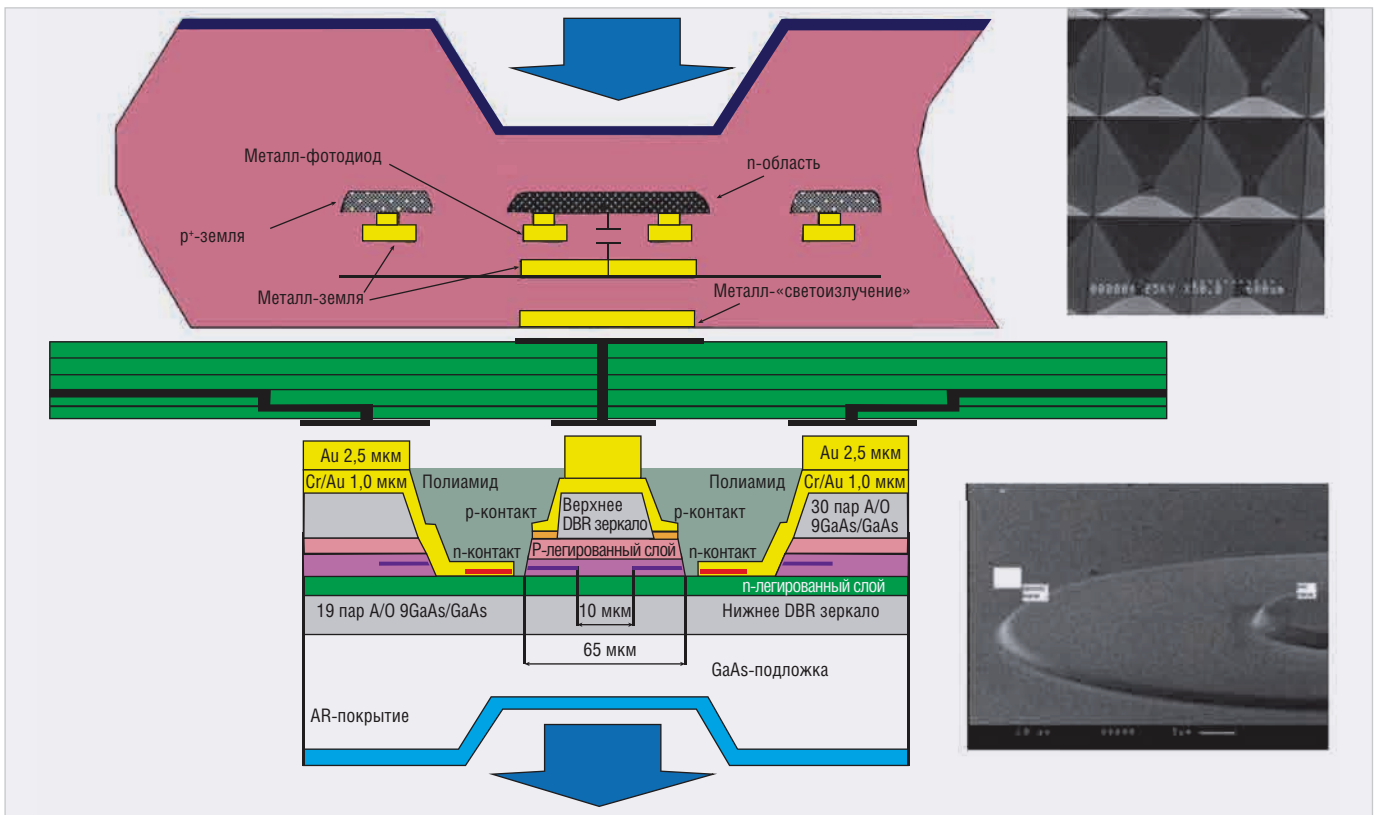 Металл-фотодиод
n-область
p⁺-земля
Металл-земля
Металл-«светоизлучение»
Au 2,5 мкм
Au 2,5 мкм
Cr/Au 1,0 мкм
Полиамид
Полиамид
Cr/Au 1,0 мкм
p-контакт
Верхнее
DBR зеркало
p-контакт
30 пар А/О
9GaAs/GaAs
n-контакт
P-легированный слой
n-контакт
n-легированный слой
19 пар А/О 9GaAs/GaAs
10 мкм
Нижнее DBR зеркало
65 мкм
GaAs-подложка
AR-покрытие